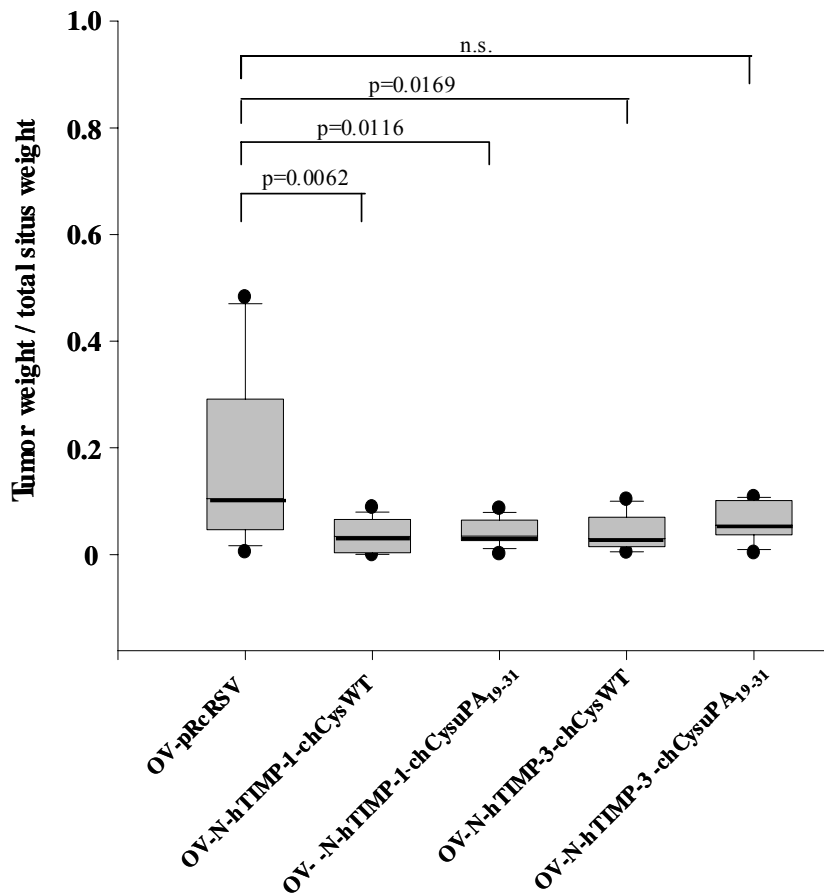 1.0
n.s.
p=0.0169
0.8
p=0.0116
p=0.0062
0.6
0.4
0.2
0
Tumor weight / total situs weight
OV-pRcRSV
OV-N-hTIMP-1-chCysWT
OV- -N-hTIMP-1-chCysuPA19-31
OV-N-hTIMP-3-chCysWT
OV-N-hTIMP-3 -chCysuPA19-31